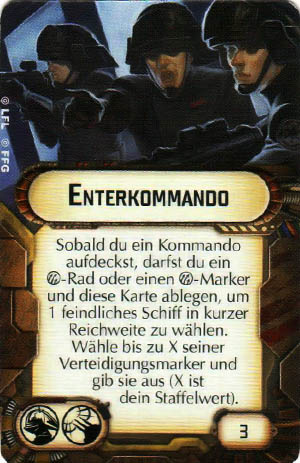 © LFL © FFG
ENTERKOMMANDO
Sobald du ein Kommando
aufdeckst, darfst du ein
-Rad oder einen -Marker
und diese Karte ablegen, um
1 feindliches Schiff in kurzer
Reichweite zu wählen.
Wähle bis zu X seiner
Verteidigungsmarker und
gib sie aus (X ist
dein Staffelwert).
3